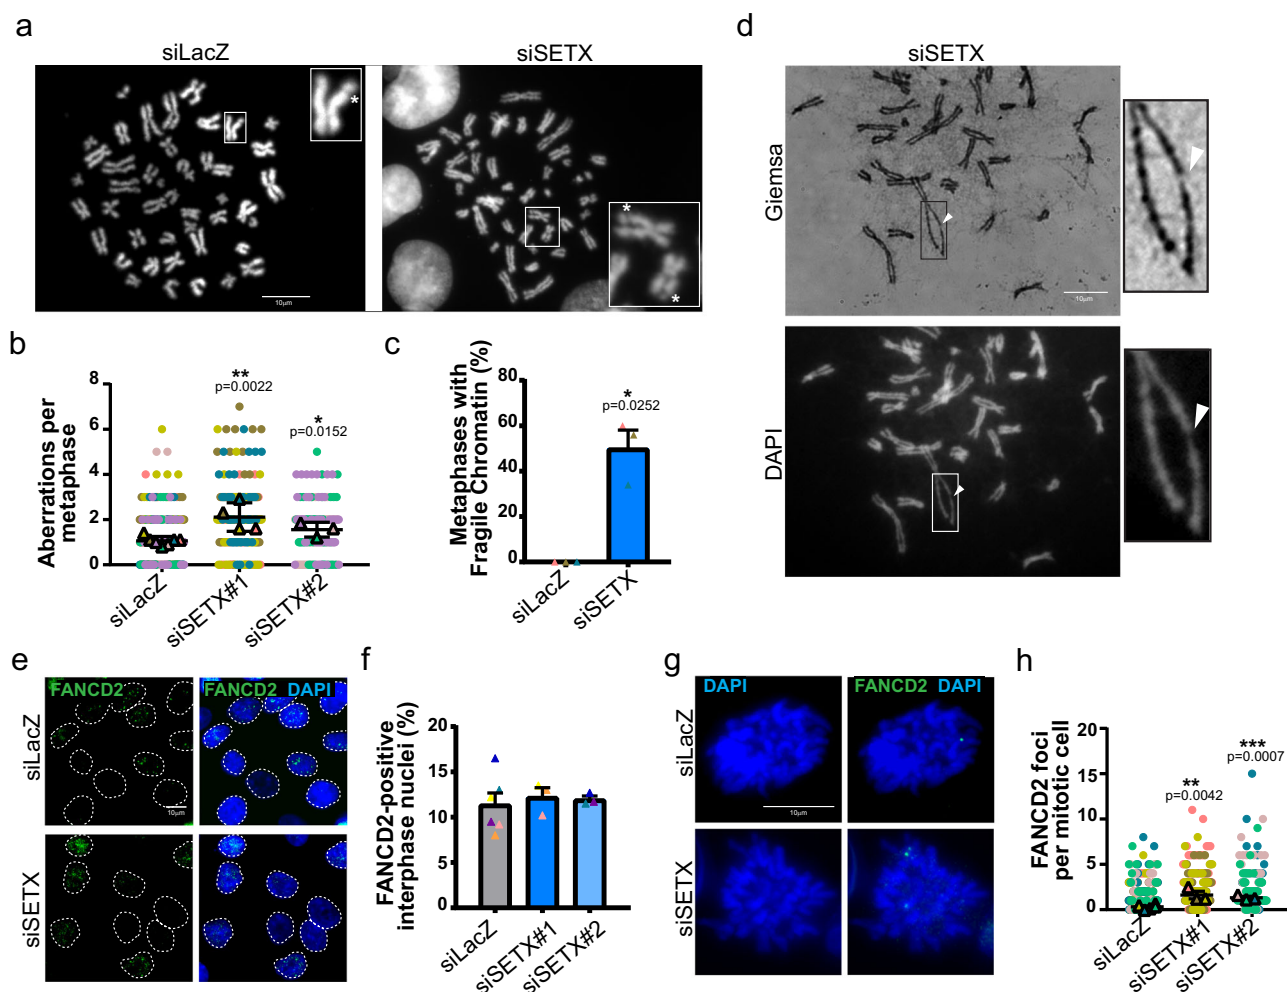 a
siLacZ
siSETX
*
*
*
10μm
d
siSETX
Giemsa
10μm
DAPI
b
Aberrations per
metaphase
8
6
4
2
0
**
p=0.0022
*
p=0.0152
siLacZ
siSETX#1
siSETX#2
c
Metaphases with
Fragile Chromatin (%)
80
60
40
20
0
*
p=0.0252
siLacZ
siSETX
e
FANCD2
FANCD2 DAPI
siLacZ
10μm
siSETX
f
FANCD2-positive
interphase nuclei (%)
20
15
10
5
0
siLacZ
siSETX#1
siSETX#2
g
DAPI
FANCD2 DAPI
siLacZ
10μm
siSETX
h
FANCD2 foci
per mitotic cell
20
15
10
5
0
**
p=0.0042
***
p=0.0007
siLacZ
siSETX#1
siSETX#2